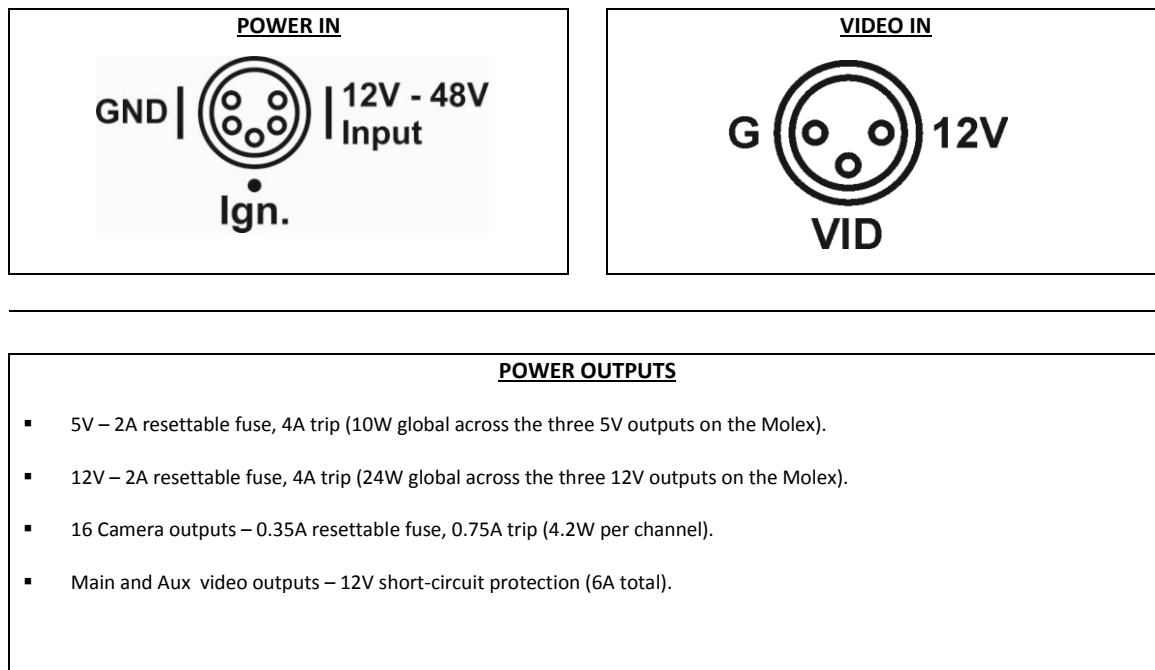 POWER IN
GND
12V - 48V
Input
Ign.
VIDEO IN
G
12V
VID
POWER OUTPUTS
▪ 5V – 2A resettable fuse, 4A trip (10W global across the three 5V outputs on the Molex).
▪ 12V – 2A resettable fuse, 4A trip (24W global across the three 12V outputs on the Molex).
▪ 16 Camera outputs – 0.35A resettable fuse, 0.75A trip (4.2W per channel).
▪ Main and Aux video outputs – 12V short-circuit protection (6A total).